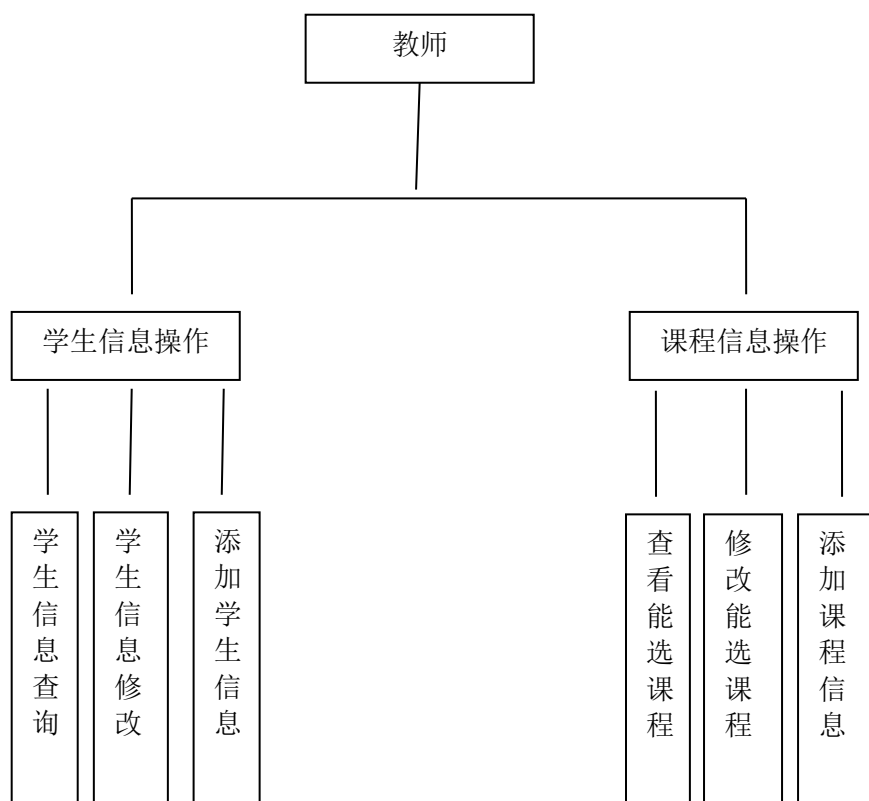 教师
学生信息操作
课程信息操作
学生信息查询
学生信息修改
添加学生信息
查看能选课程
修改能选课程
添加课程信息